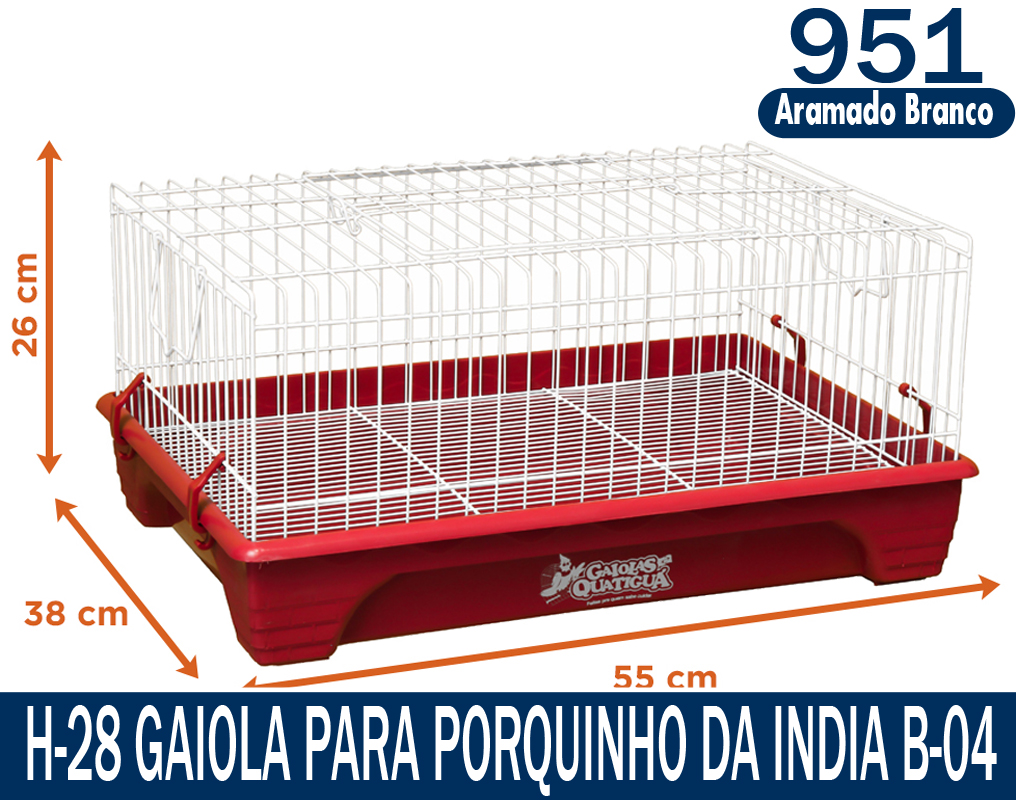 951
Aramado Branco
26 cm
38 cm
55 cm
GAIOLAS
QUATIGUÁ
H-28 GAIOLA PARA PORQUINHO DA INDIA B-04